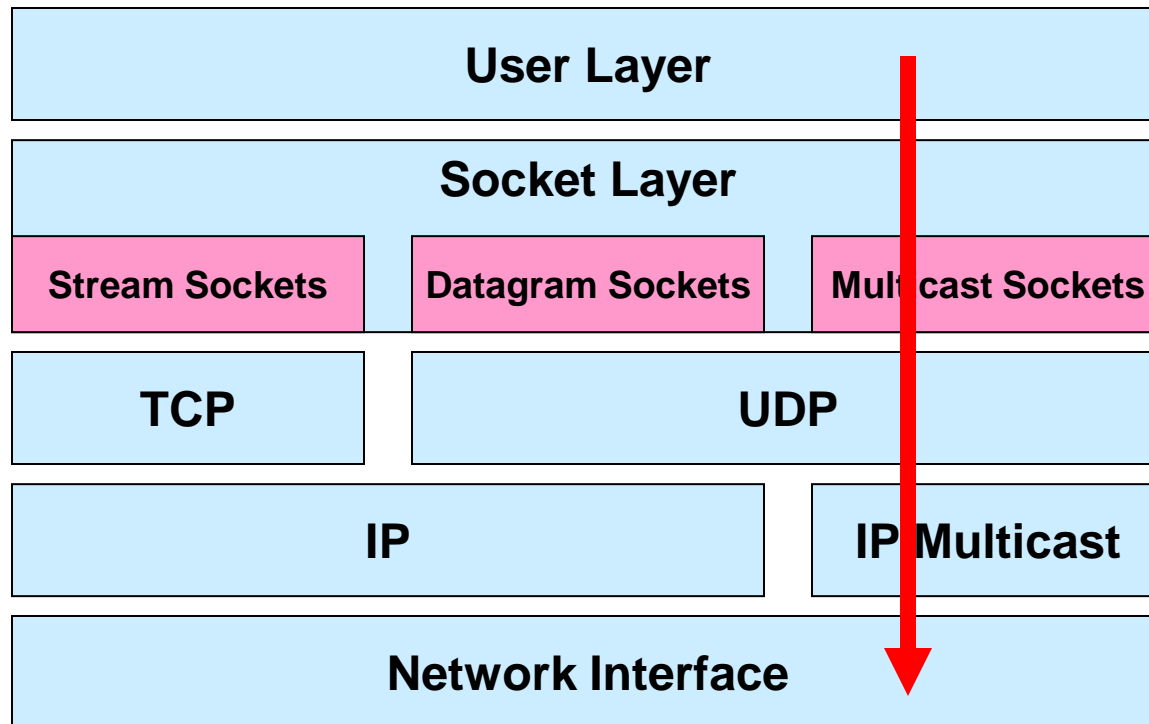 User Layer
Socket Layer
Stream Sockets
Datagram Sockets
Multicast Sockets
TCP
UDP
IP
IP Multicast
Network Interface